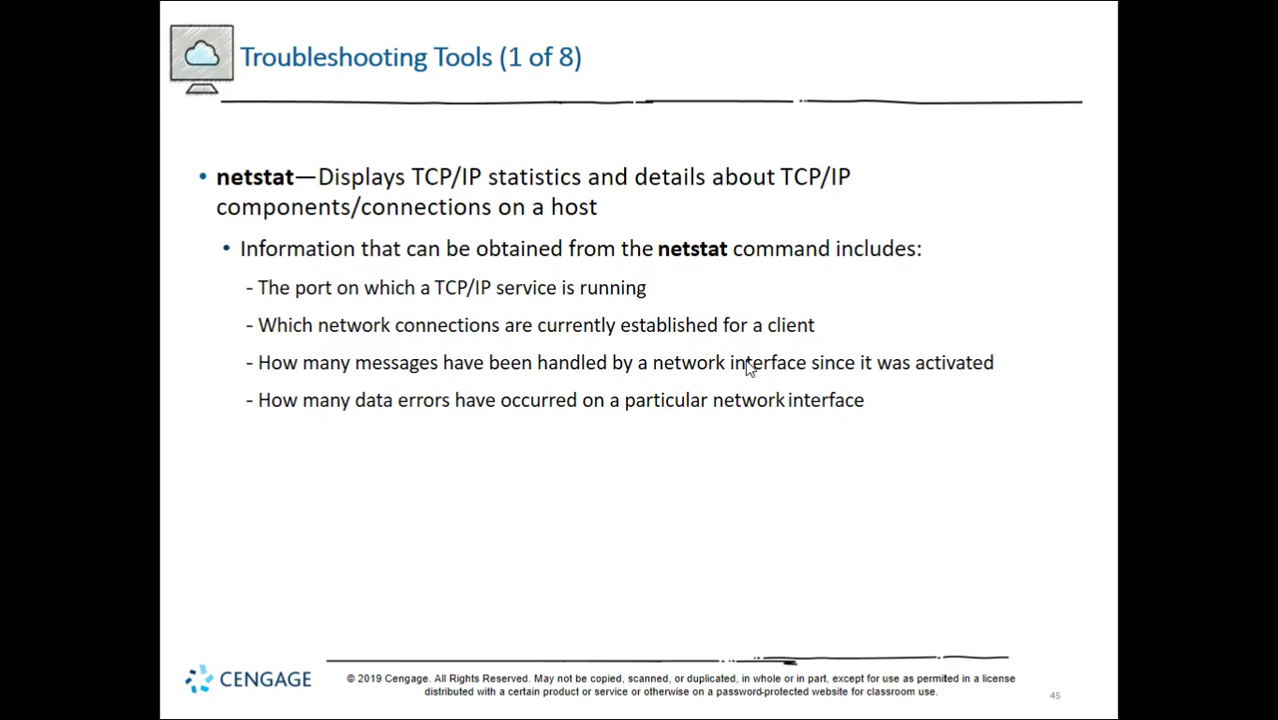 Troubleshooting Tools (1 of 8)
• netstat—Displays TCP/IP statistics and details about TCP/IP
components/connections on a host
• Information that can be obtained from the netstat command includes:
- The port on which a TCP/IP service is running
- Which network connections are currently established for a client
- How many messages have been handled by a network interface since it was activated
- How many data errors have occurred on a particular network interface
CENGAGE
© 2019 Cengage. All Rights Reserved. May not be copied, scanned, or duplicated, in whole or in part, except for use as permitted in a license
distributed with a certain product or service or otherwise on a password-protected website for classroom use.
45